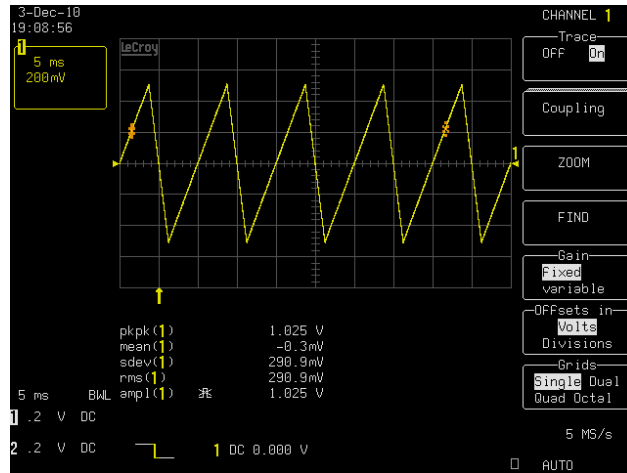 3-Dec-10
19:08:56
1
5 ms
200mV
LeCroy
1
CHANNEL 1
Trace
OFF On
Coupling
ZOOM
FIND
Gain
Fixed
variable
OFFsets in
Volts
Divisions
Grids
Single Dual
Quad Octal
pkpk(1) 1.025 V
mean(1) -0.3mV
sdev(1) 290.9mV
rms(1) 290.9mV
ampl(1) 1.025 V
5 ms BWL
1 .2 V DC
2 .2 V DC
1 DC 0.000 V
5 MS/s
AUTO